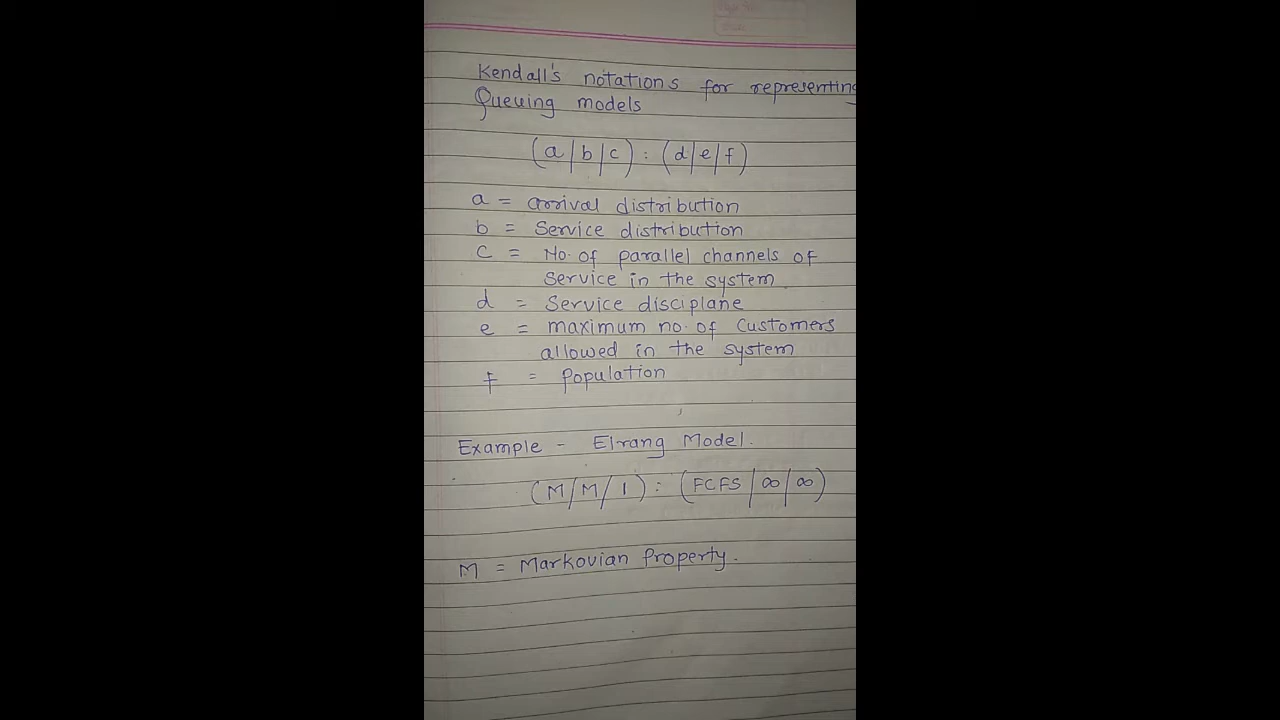 Kendall's notations for representing
Queuing models
(a/b/c) : (d/e/f)
a = arrival distribution
b = Service distribution
c = No. of parallel channels of
Service in the system
d = Service disciplane
e = maximum no. of customers
allowed in the system
f = population
Example - Elrang Model.
(M/M/1) : (FCFS/∞/∞)
M = Markovian Property.